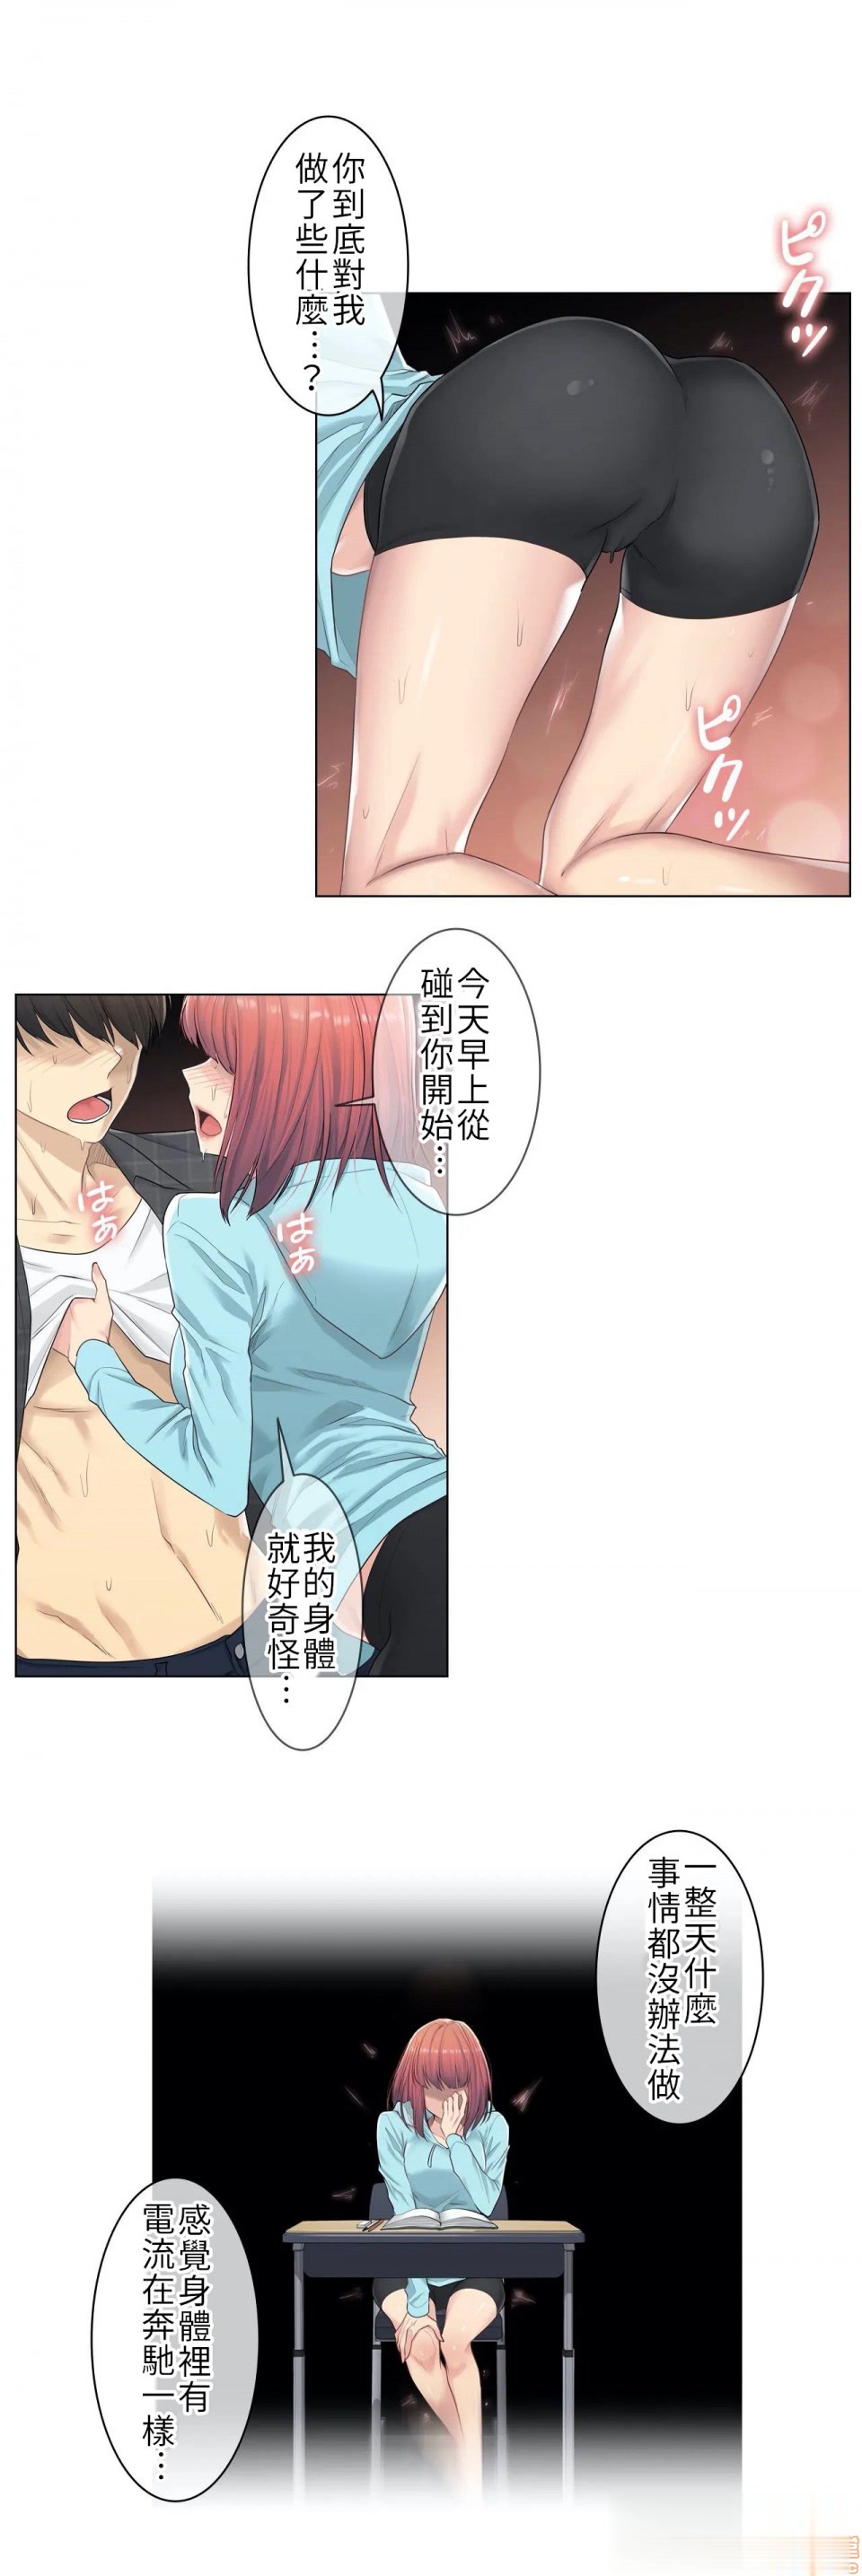 你到底對我
做了些什麼…？
ピクッ
ピクッ
今天早上從
碰到你開始…
はぁ
はぁ
我的身體
就好奇怪…
一整天什麼
事情都沒辦法做
感覺身體裡有
電流在奔馳一樣…